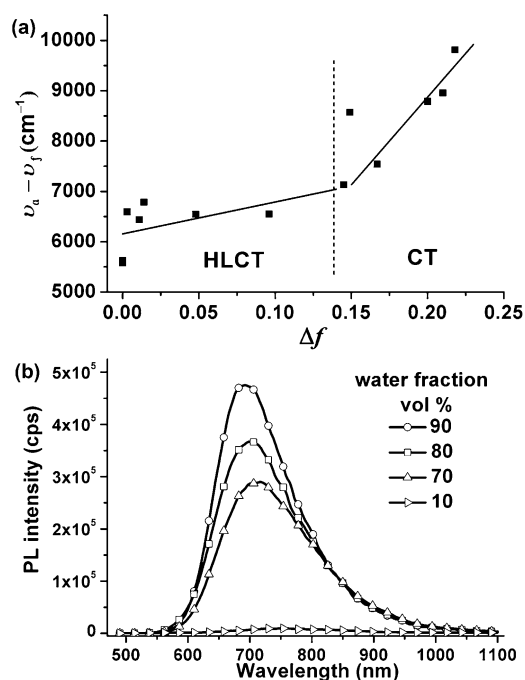 (a)
10000
9000
8000
7000
6000
5000
υa – υf (cm⁻¹)
HLCT
CT
0.00 0.05 0.10 0.15 0.20 0.25
Δf
(b)
5x10⁵
4x10⁵
3x10⁵
2x10⁵
1x10⁵
0
PL intensity (cps)
water fraction
vol %
90
80
70
10
500 600 700 800 900 1000 1100
Wavelength (nm)